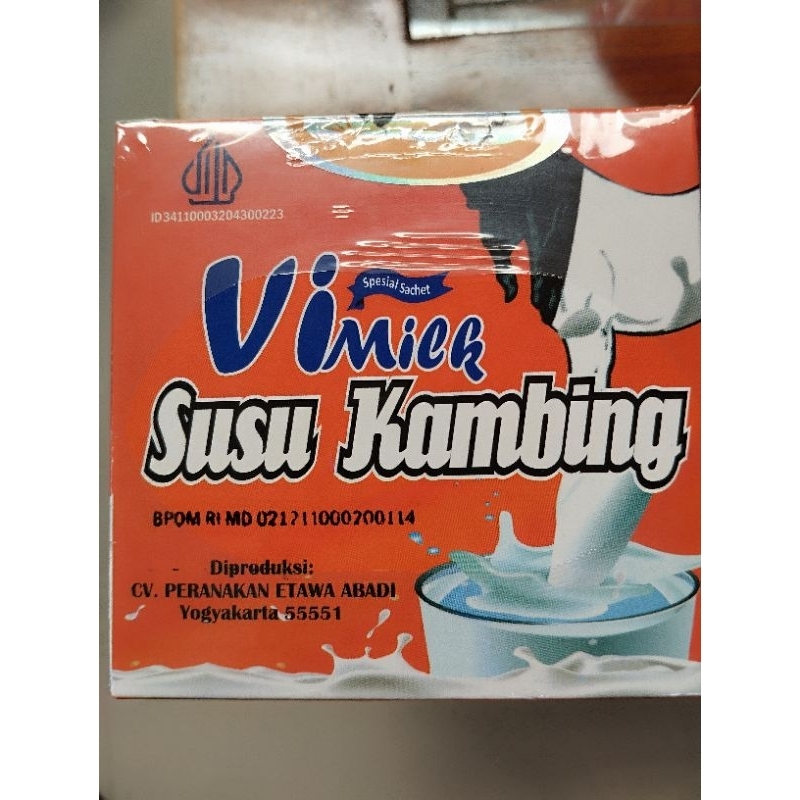 ID34110003204300223
Spesial Sachet
Vi Milk
Susu Kambing
BPOM RI MD 021211000200114
Diproduksi:
CV. PERANAKAN ETAWA ABADI
Yogyakarta 55551